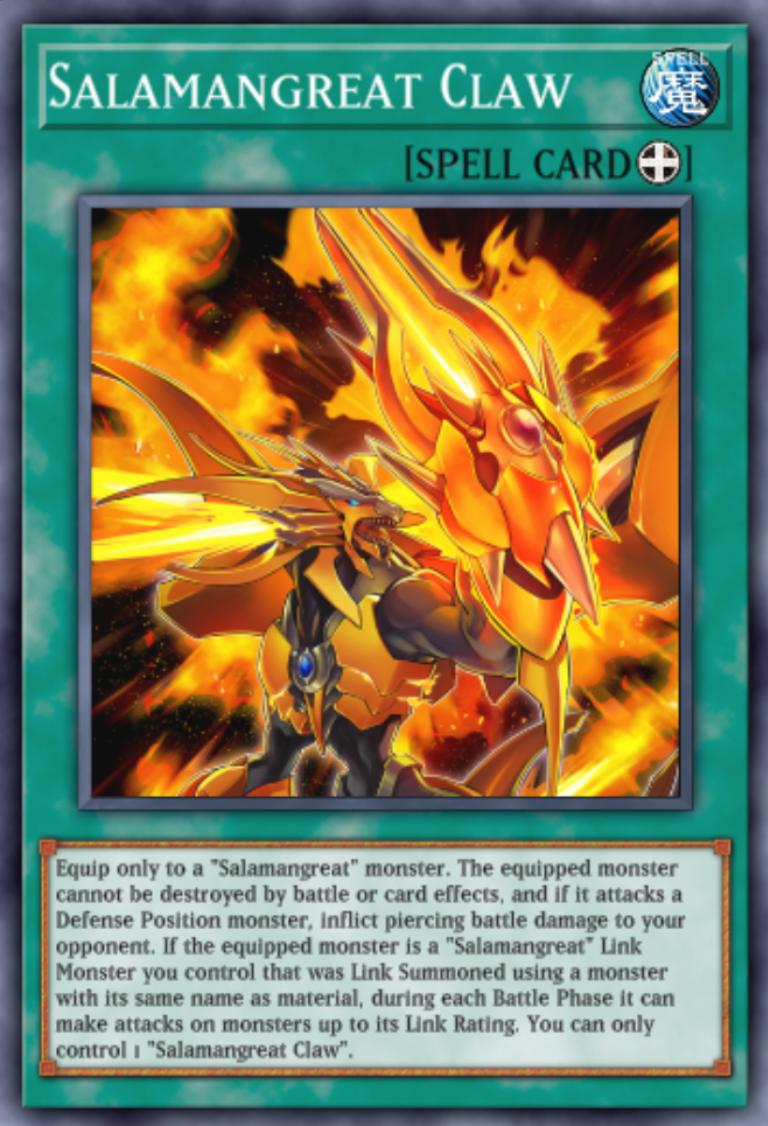 SALAMANGREAT CLAW
SPELL
魔
[SPELL CARD]
Equip only to a "Salamangreat" monster. The equipped monster
cannot be destroyed by battle or card effects, and if it attacks a
Defense Position monster, inflict piercing battle damage to your
opponent. If the equipped monster is a "Salamangreat" Link
Monster you control that was Link Summoned using a monster
with its same name as material, during each Battle Phase it can
make attacks on monsters up to its Link Rating. You can only
control 1 "Salamangreat Claw".